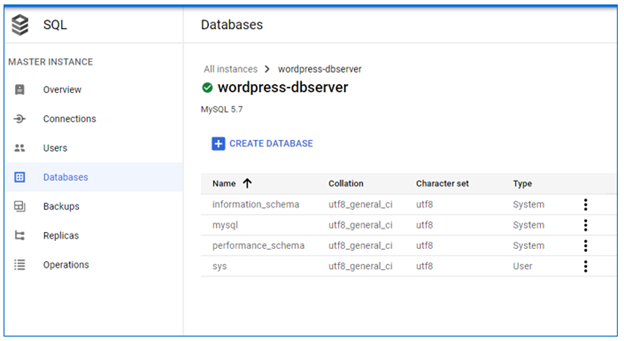 SQL
Databases
MASTER INSTANCE
Overview
Connections
Users
Databases
Backups
Replicas
Operations
All instances > wordpress-dbserver
wordpress-dbserver
MySQL 5.7
CREATE DATABASE
Name ↑ Collation Character set Type
information_schema utf8_general_ci utf8 System
mysql utf8_general_ci utf8 System
performance_schema utf8_general_ci utf8 System
sys utf8_general_ci utf8 User